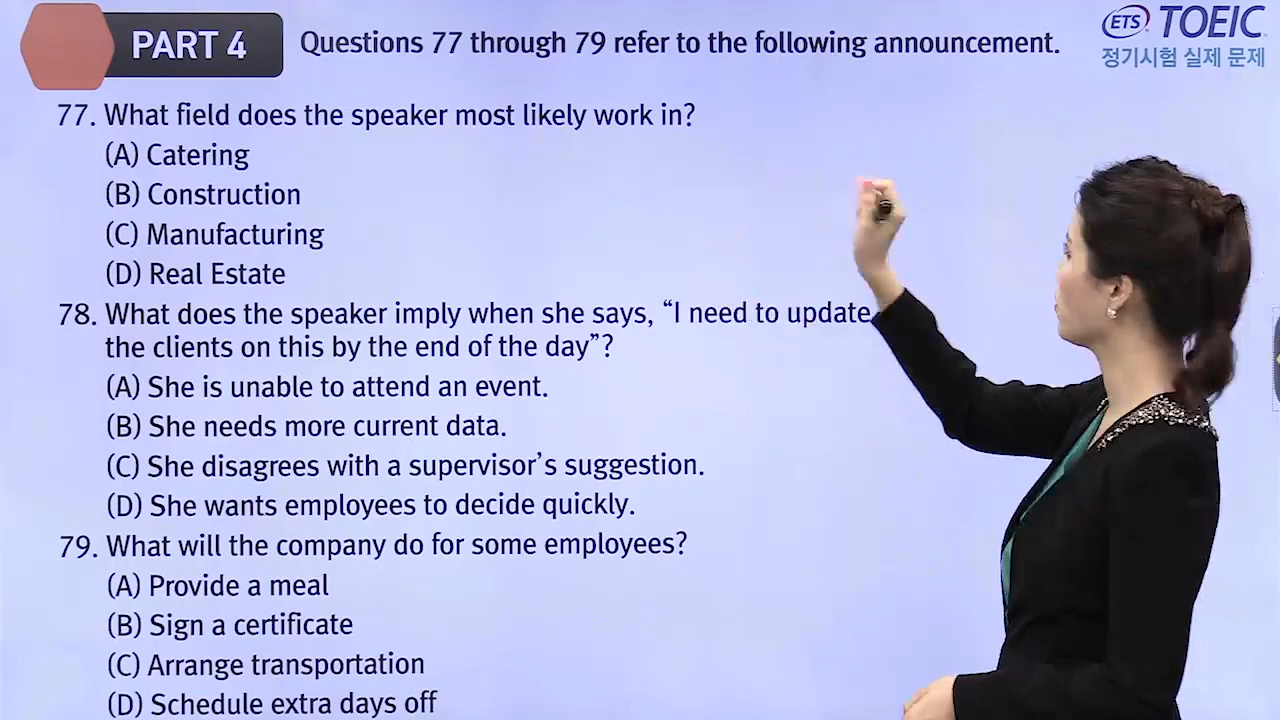 PART 4
Questions 77 through 79 refer to the following announcement.
ETS TOEIC
정기시험 실제 문제
77. What field does the speaker most likely work in?
(A) Catering
(B) Construction
(C) Manufacturing
(D) Real Estate
78. What does the speaker imply when she says, “I need to update
the clients on this by the end of the day”?
(A) She is unable to attend an event.
(B) She needs more current data.
(C) She disagrees with a supervisor’s suggestion.
(D) She wants employees to decide quickly.
79. What will the company do for some employees?
(A) Provide a meal
(B) Sign a certificate
(C) Arrange transportation
(D) Schedule extra days off